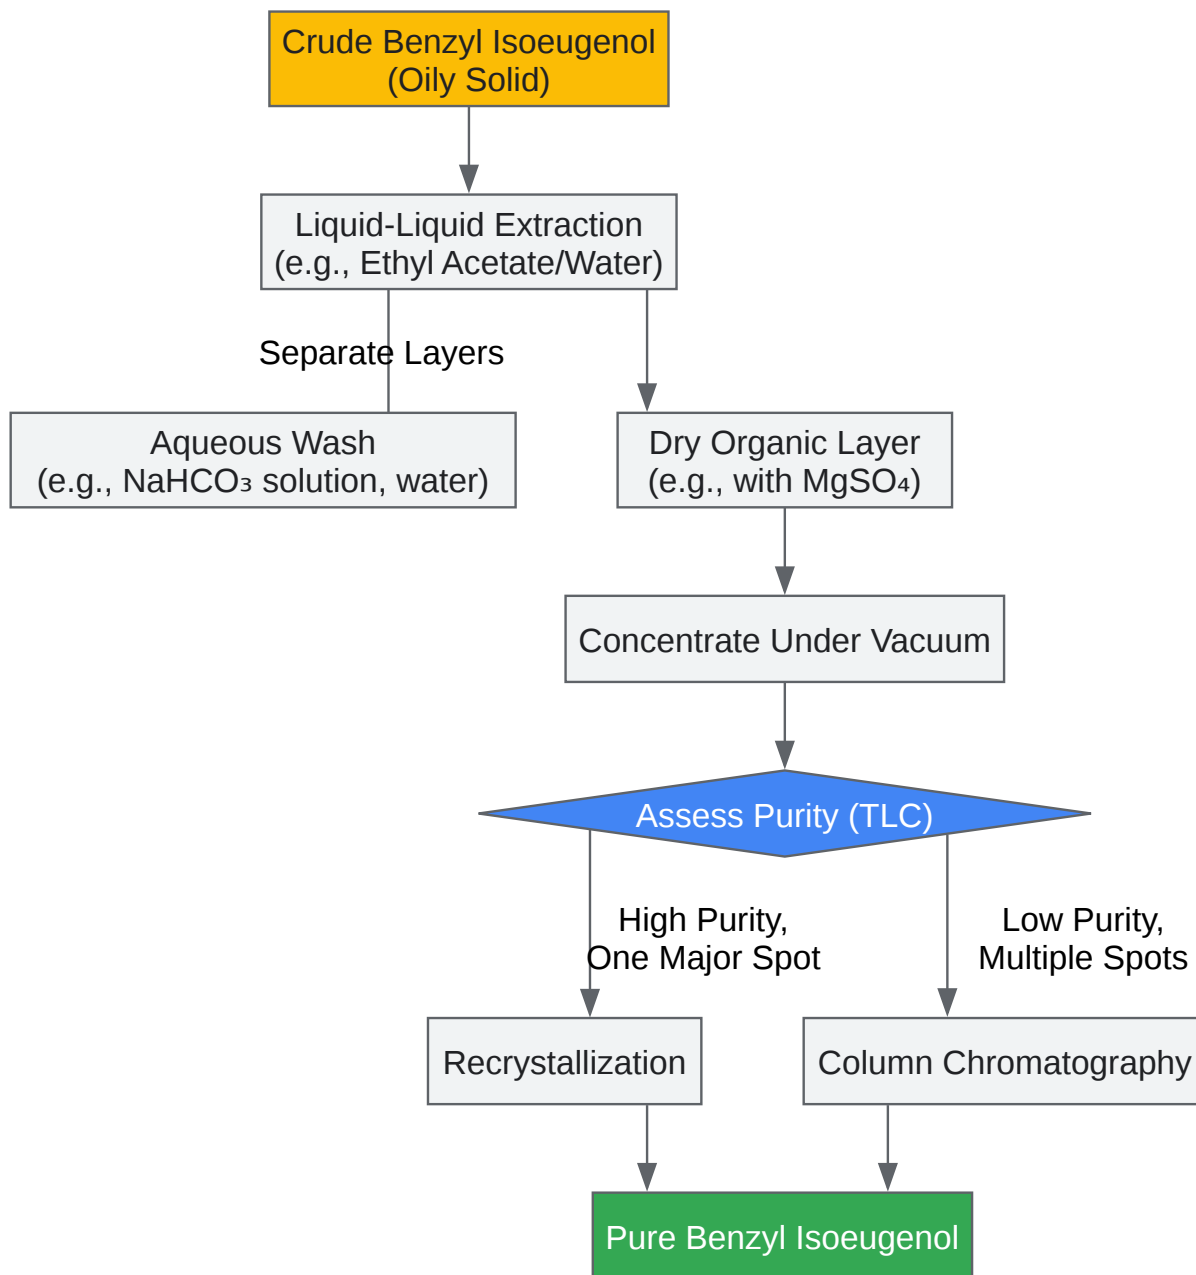 Crude Benzyl Isoeugenol
(Oily Solid)
Liquid-Liquid Extraction
(e.g., Ethyl Acetate/Water)
Separate Layers
Aqueous Wash
(e.g., NaHCO₃ solution, water)
Dry Organic Layer
(e.g., with MgSO₄)
Concentrate Under Vacuum
Assess Purity (TLC)
High Purity,
One Major Spot
Low Purity,
Multiple Spots
Recrystallization
Column Chromatography
Pure Benzyl Isoeugenol